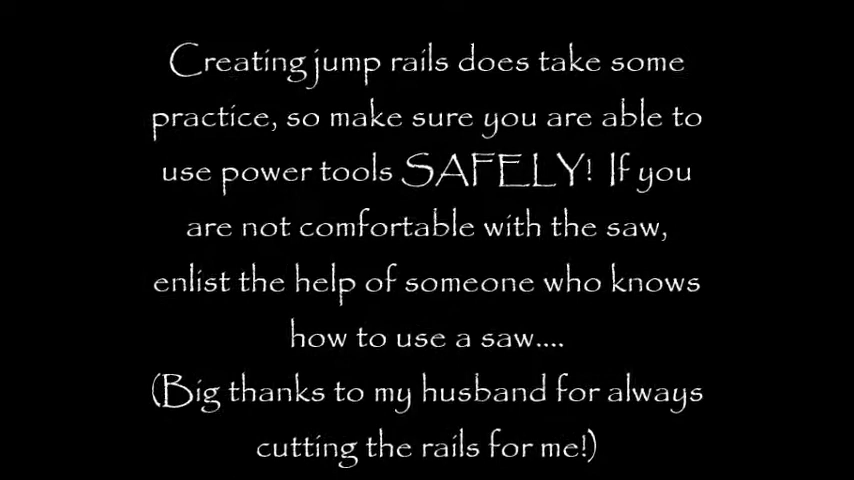 Creating jump rails does take some
practice, so make sure you are able to
use power tools SAFELY! If you
are not comfortable with the saw,
enlist the help of someone who knows
how to use a saw....
(Big thanks to my husband for always
cutting the rails for me!)